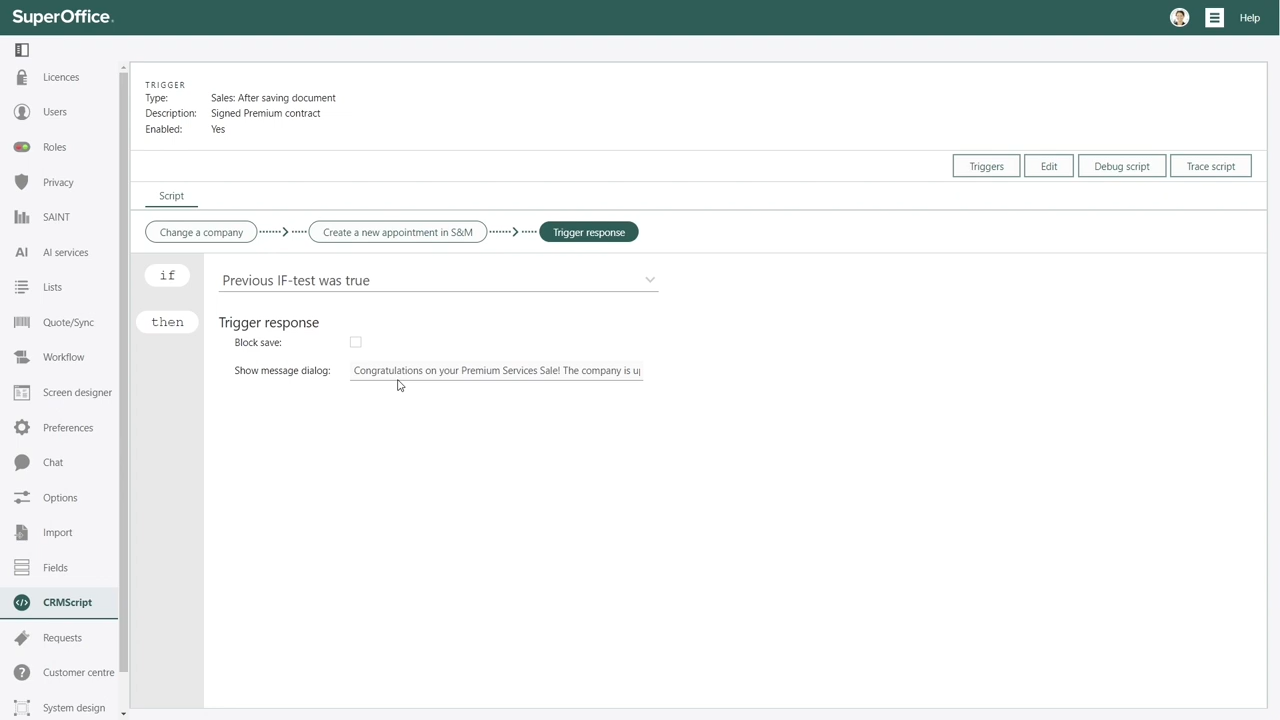 SuperOffice.
Help
Licences
Users
Roles
Privacy
SAINT
AI AI services
Lists
Quote/Sync
Workflow
Screen designer
Preferences
Chat
Options
Import
Fields
CRMScript
Requests
Customer centre
System design
TRIGGER
Type: Sales: After saving document
Description: Signed Premium contract
Enabled: Yes
Triggers Edit Debug script Trace script
Script
Change a company Create a new appointment in S&M Trigger response
if Previous IF-test was true
then Trigger response
Block save:
Show message dialog: Congratulations on your Premium Services Sale! The company is